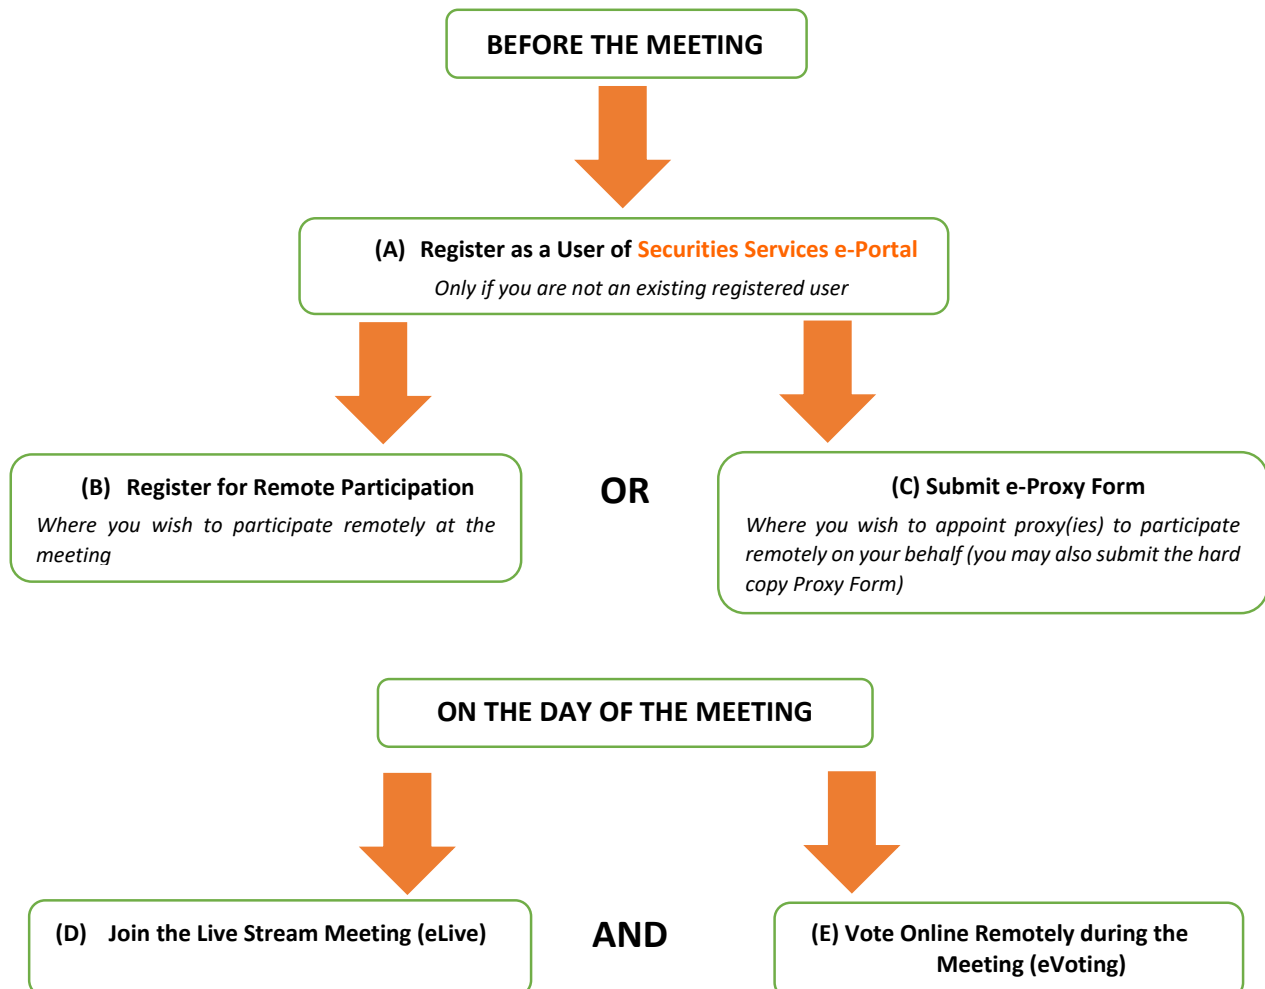 BEFORE THE MEETING
(A) Register as a User of Securities Services e-Portal
Only if you are not an existing registered user
(B) Register for Remote Participation
Where you wish to participate remotely at the
meeting
OR
(C) Submit e-Proxy Form
Where you wish to appoint proxy(ies) to participate
remotely on your behalf (you may also submit the hard
copy Proxy Form)
ON THE DAY OF THE MEETING
(D) Join the Live Stream Meeting (eLive)
AND
(E) Vote Online Remotely during the
Meeting (eVoting)